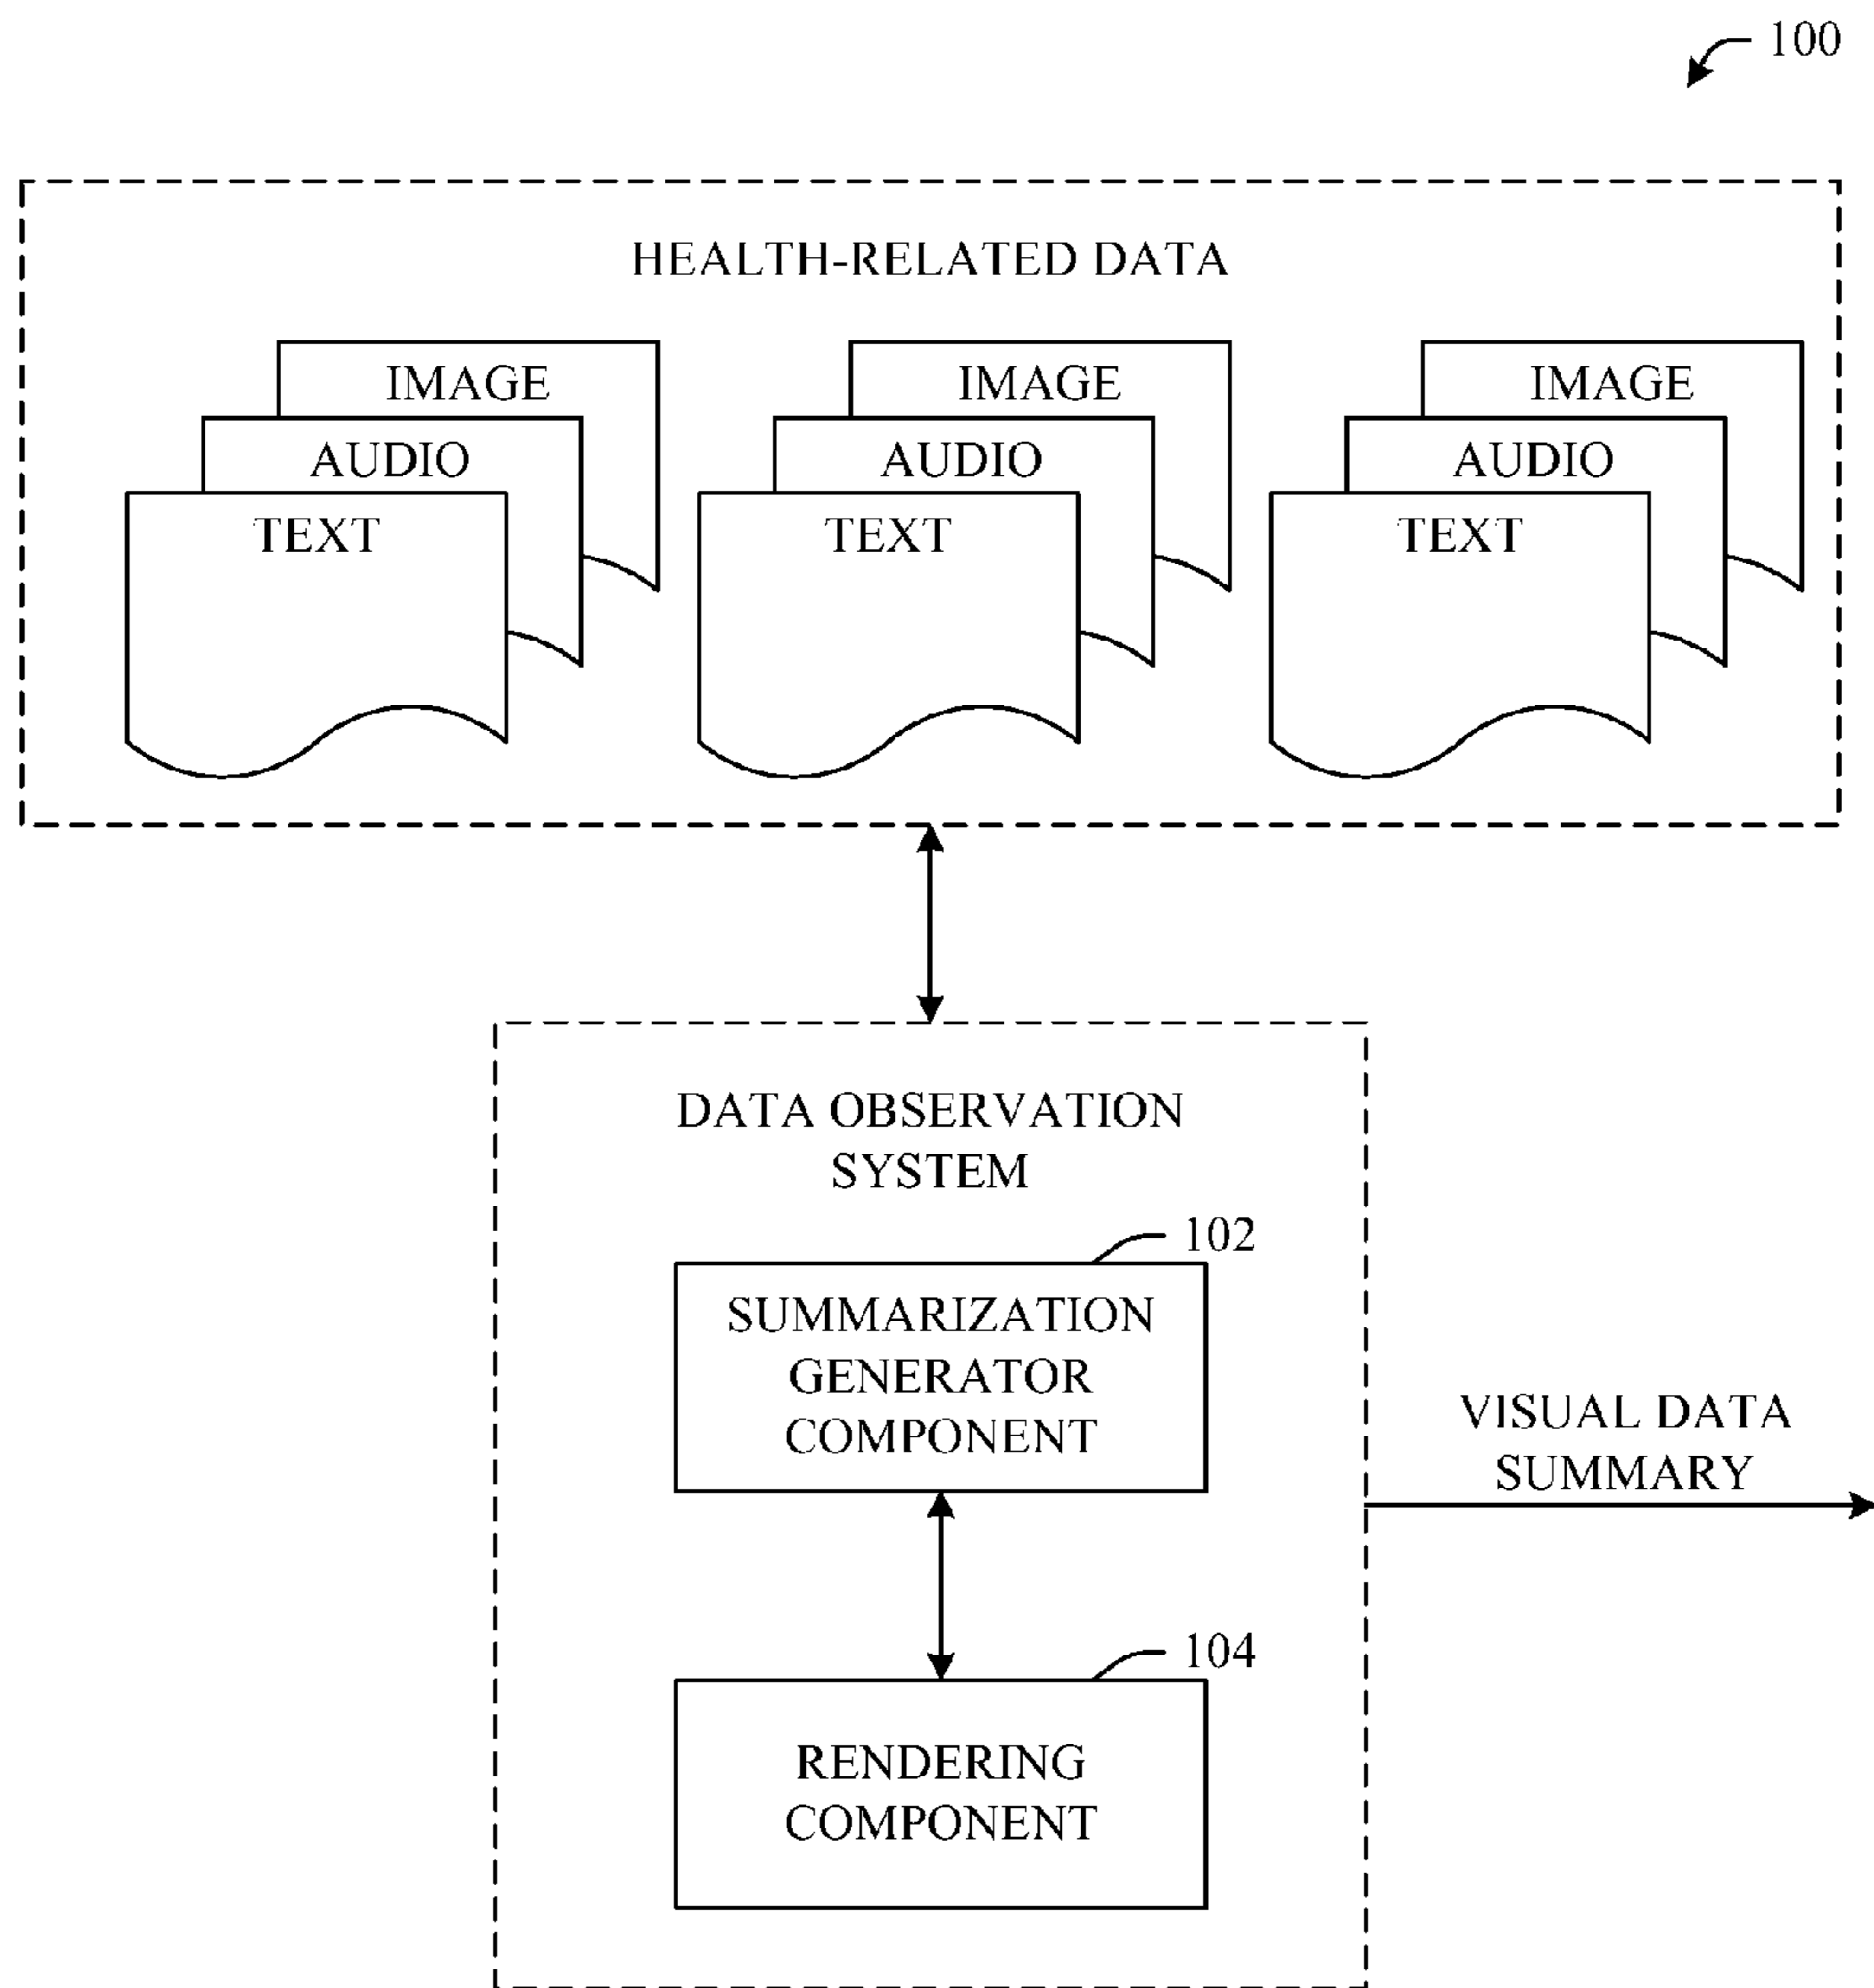 100
HEALTH-RELATED DATA
IMAGE
AUDIO
TEXT
IMAGE
AUDIO
TEXT
IMAGE
AUDIO
TEXT
DATA OBSERVATION
SYSTEM
102
SUMMARIZATION
GENERATOR
COMPONENT
VISUAL DATA
SUMMARY
104
RENDERING
COMPONENT